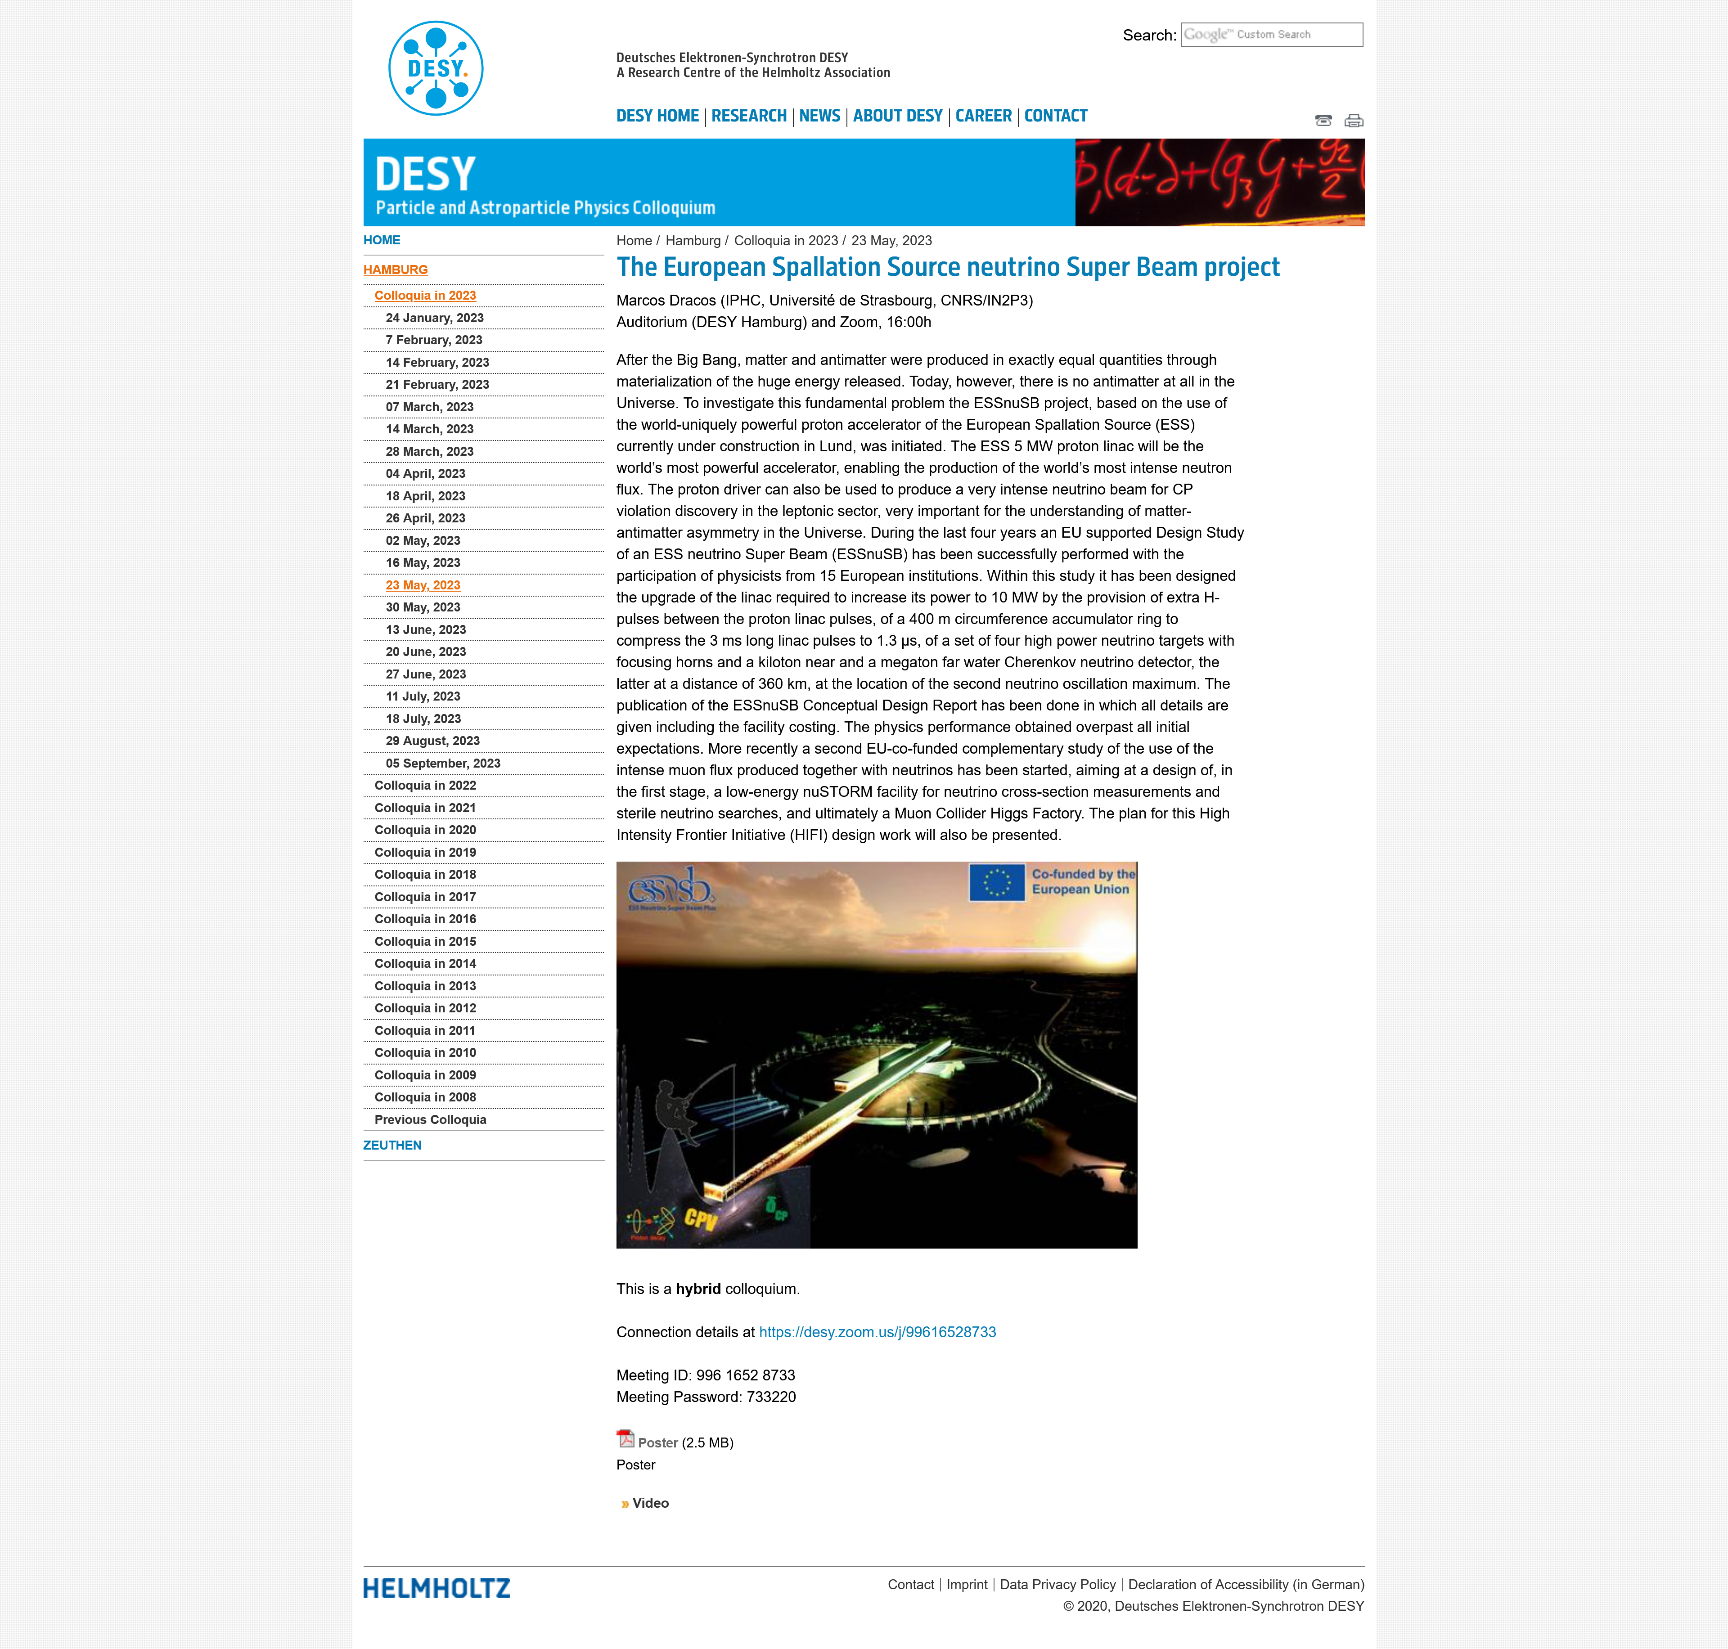 DESY.
Search: Google™ Custom Search
Deutsches Elektronen-Synchrotron DESY
A Research Centre of the Helmholtz Association
DESY HOME | RESEARCH | NEWS | ABOUT DESY | CAREER | CONTACT
DESY
Particle and Astroparticle Physics Colloquium
HOME
HAMBURG
Colloquia in 2023
24 January, 2023
7 February, 2023
14 February, 2023
21 February, 2023
07 March, 2023
14 March, 2023
28 March, 2023
04 April, 2023
18 April, 2023
26 April, 2023
02 May, 2023
16 May, 2023
23 May, 2023
30 May, 2023
13 June, 2023
20 June, 2023
27 June, 2023
11 July, 2023
18 July, 2023
29 August, 2023
05 September, 2023
Colloquia in 2022
Colloquia in 2021
Colloquia in 2020
Colloquia in 2019
Colloquia in 2018
Colloquia in 2017
Colloquia in 2016
Colloquia in 2015
Colloquia in 2014
Colloquia in 2013
Colloquia in 2012
Colloquia in 2011
Colloquia in 2010
Colloquia in 2009
Colloquia in 2008
Previous Colloquia
ZEUTHEN
Home / Hamburg / Colloquia in 2023 / 23 May, 2023
The European Spallation Source neutrino Super Beam project
Marcos Dracos (IPHC, Université de Strasbourg, CNRS/IN2P3)
Auditorium (DESY Hamburg) and Zoom, 16:00h
After the Big Bang, matter and antimatter were produced in exactly equal quantities through
materialization of the huge energy released. Today, however, there is no antimatter at all in the
Universe. To investigate this fundamental problem the ESSnuSB project, based on the use of
the world-uniquely powerful proton accelerator of the European Spallation Source (ESS)
currently under construction in Lund, was initiated. The ESS 5 MW proton linac will be the
world's most powerful accelerator, enabling the production of the world's most intense neutron
flux. The proton driver can also be used to produce a very intense neutrino beam for CP
violation discovery in the leptonic sector, very important for the understanding of matter-
antimatter asymmetry in the Universe. During the last four years an EU supported Design Study
of an ESS neutrino Super Beam (ESSnuSB) has been successfully performed with the
participation of physicists from 15 European institutions. Within this study it has been designed
the upgrade of the linac required to increase its power to 10 MW by the provision of extra H-
pulses between the proton linac pulses, of a 400 m circumference accumulator ring to
compress the 3 ms long linac pulses to 1.3 µs, of a set of four high power neutrino targets with
focusing horns and a kiloton near and a megaton far water Cherenkov neutrino detector, the
latter at a distance of 360 km, at the location of the second neutrino oscillation maximum. The
publication of the ESSnuSB Conceptual Design Report has been done in which all details are
given including the facility costing. The physics performance obtained overpast all initial
expectations. More recently a second EU-co-funded complementary study of the use of the
intense muon flux produced together with neutrinos has been started, aiming at a design of, in
the first stage, a low-energy nuSTORM facility for neutrino cross-section measurements and
sterile neutrino searches, and ultimately a Muon Collider Higgs Factory. The plan for this High
Intensity Frontier Initiative (HIFI) design work will also be presented.
essνsb
ESS Neutrino Super Beam Plus
Co-funded by the
European Union
CPV
δCP
Proton decay
This is a hybrid colloquium.
Connection details at https://desy.zoom.us/j/99616528733
Meeting ID: 996 1652 8733
Meeting Password: 733220
Poster (2.5 MB)
Poster
» Video
HELMHOLTZ
Contact | Imprint | Data Privacy Policy | Declaration of Accessibility (in German)
© 2020, Deutsches Elektronen-Synchrotron DESY